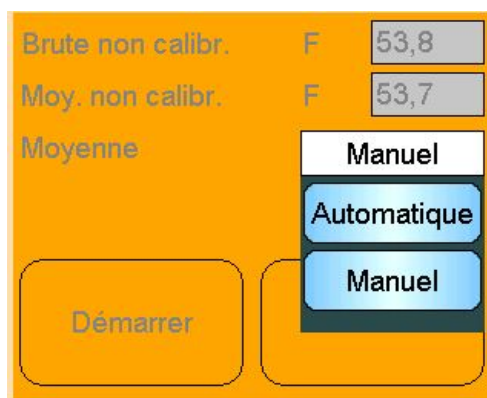 Brute non calibr. F 53,8
Moy. non calibr. F 53,7
Moyenne Manuel
Automatique
Manuel
Démarrer